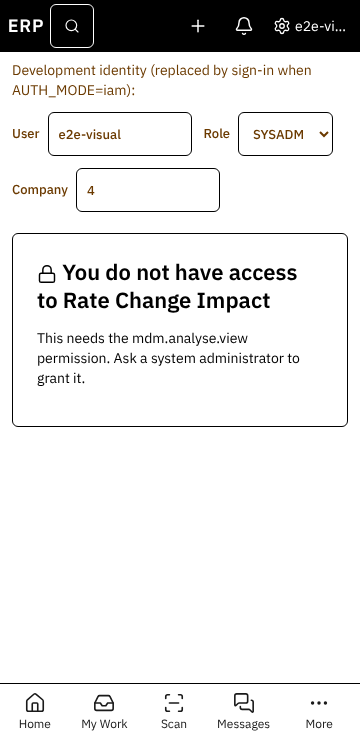 ERP
e2e-vi...
Development identity (replaced by sign-in when
AUTH_MODE=iam):
User e2e-visual Role SYSADM
Company 4
You do not have access
to Rate Change Impact
This needs the mdm.analyse.view
permission. Ask a system administrator to
grant it.
Home My Work Scan Messages More